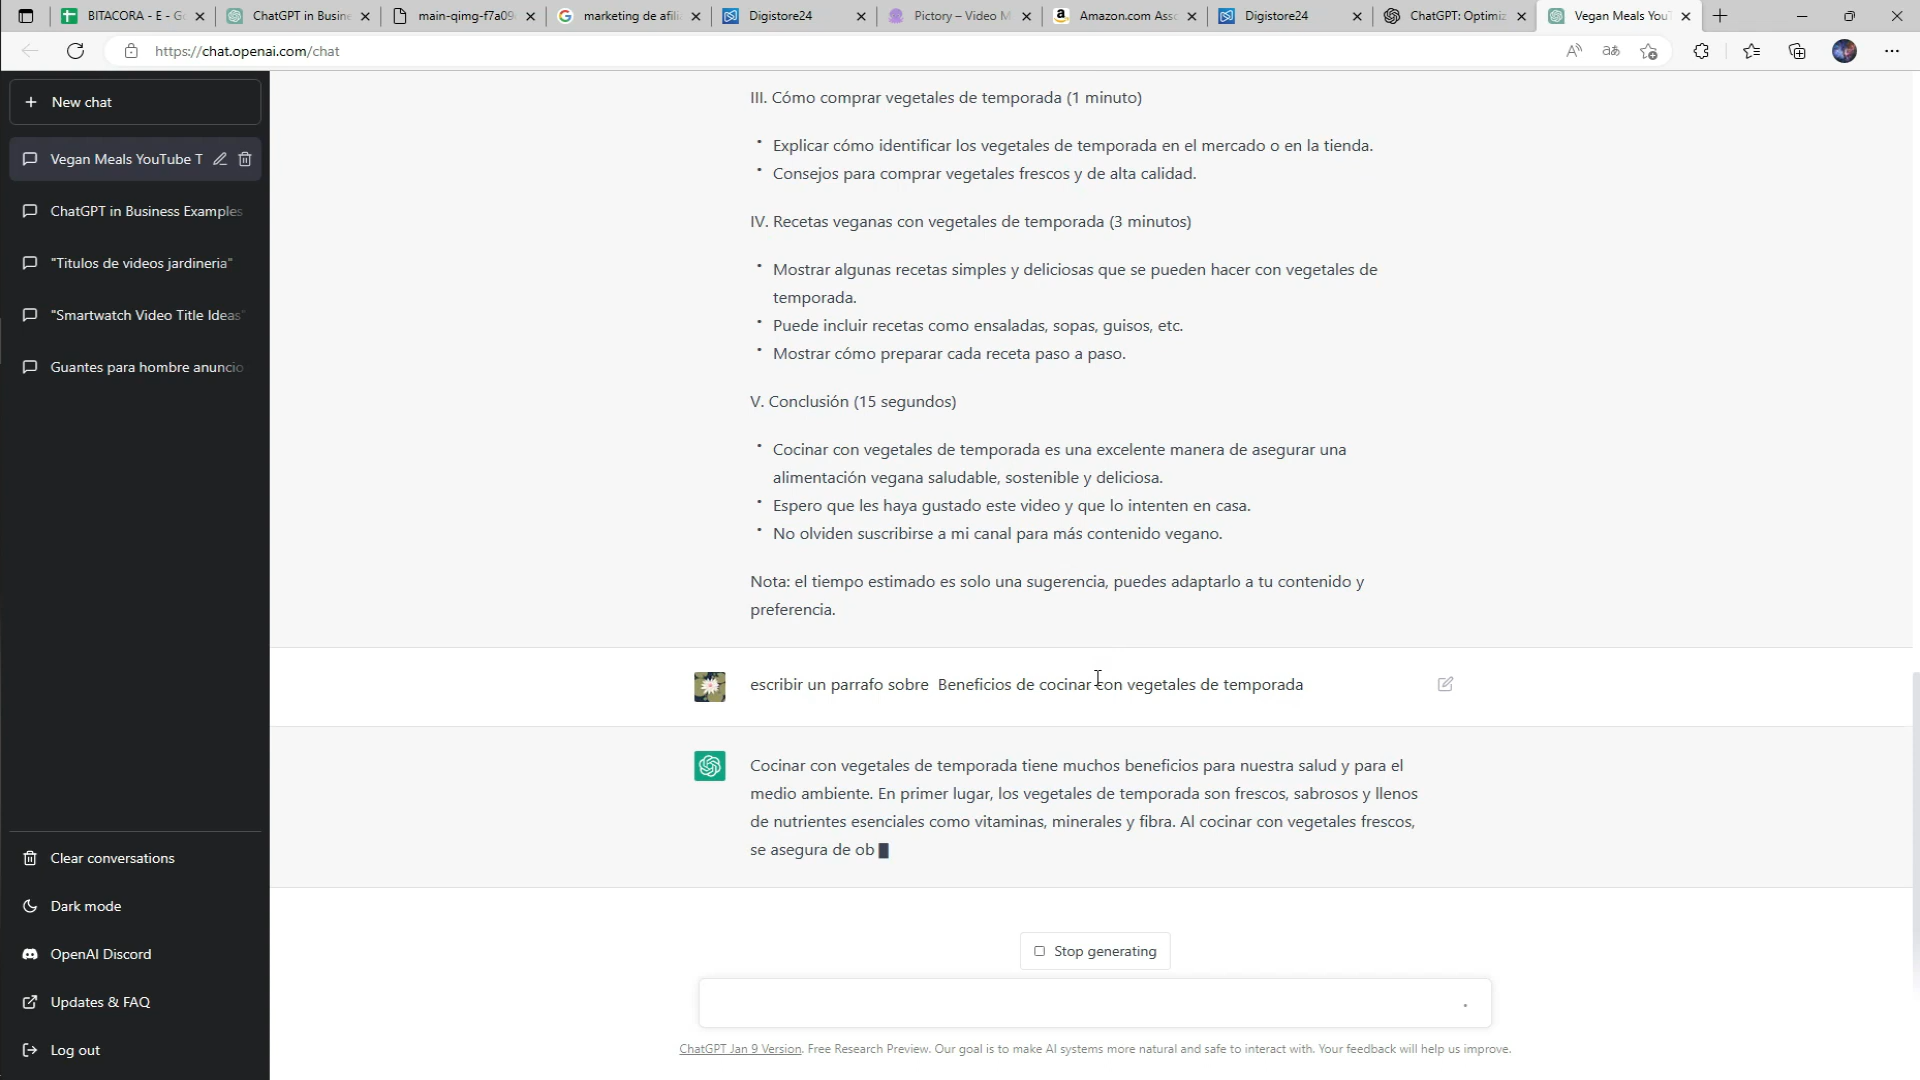 BITACORA - E - Go
ChatGPT in Busine
main-qimg-f7a09
marketing de afili
Digistore24
Pictory – Video M
Amazon.com Asso
Digistore24
ChatGPT: Optimiz
Vegan Meals You
https://chat.openai.com/chat
New chat
Vegan Meals YouTube T
ChatGPT in Business Examples
"Titulos de videos jardineria"
"Smartwatch Video Title Ideas"
Guantes para hombre anuncio
Clear conversations
Dark mode
OpenAI Discord
Updates & FAQ
Log out
III. Cómo comprar vegetales de temporada (1 minuto)
• Explicar cómo identificar los vegetales de temporada en el mercado o en la tienda.
• Consejos para comprar vegetales frescos y de alta calidad.
IV. Recetas veganas con vegetales de temporada (3 minutos)
• Mostrar algunas recetas simples y deliciosas que se pueden hacer con vegetales de
temporada.
• Puede incluir recetas como ensaladas, sopas, guisos, etc.
• Mostrar cómo preparar cada receta paso a paso.
V. Conclusión (15 segundos)
• Cocinar con vegetales de temporada es una excelente manera de asegurar una
alimentación vegana saludable, sostenible y deliciosa.
• Espero que les haya gustado este video y que lo intenten en casa.
• No olviden suscribirse a mi canal para más contenido vegano.
Nota: el tiempo estimado es solo una sugerencia, puedes adaptarlo a tu contenido y
preferencia.
escribir un parrafo sobre  Beneficios de cocinar con vegetales de temporada
Cocinar con vegetales de temporada tiene muchos beneficios para nuestra salud y para el
medio ambiente. En primer lugar, los vegetales de temporada son frescos, sabrosos y llenos
de nutrientes esenciales como vitaminas, minerales y fibra. Al cocinar con vegetales frescos,
se asegura de ob
Stop generating
ChatGPT Jan 9 Version. Free Research Preview. Our goal is to make AI systems more natural and safe to interact with. Your feedback will help us improve.